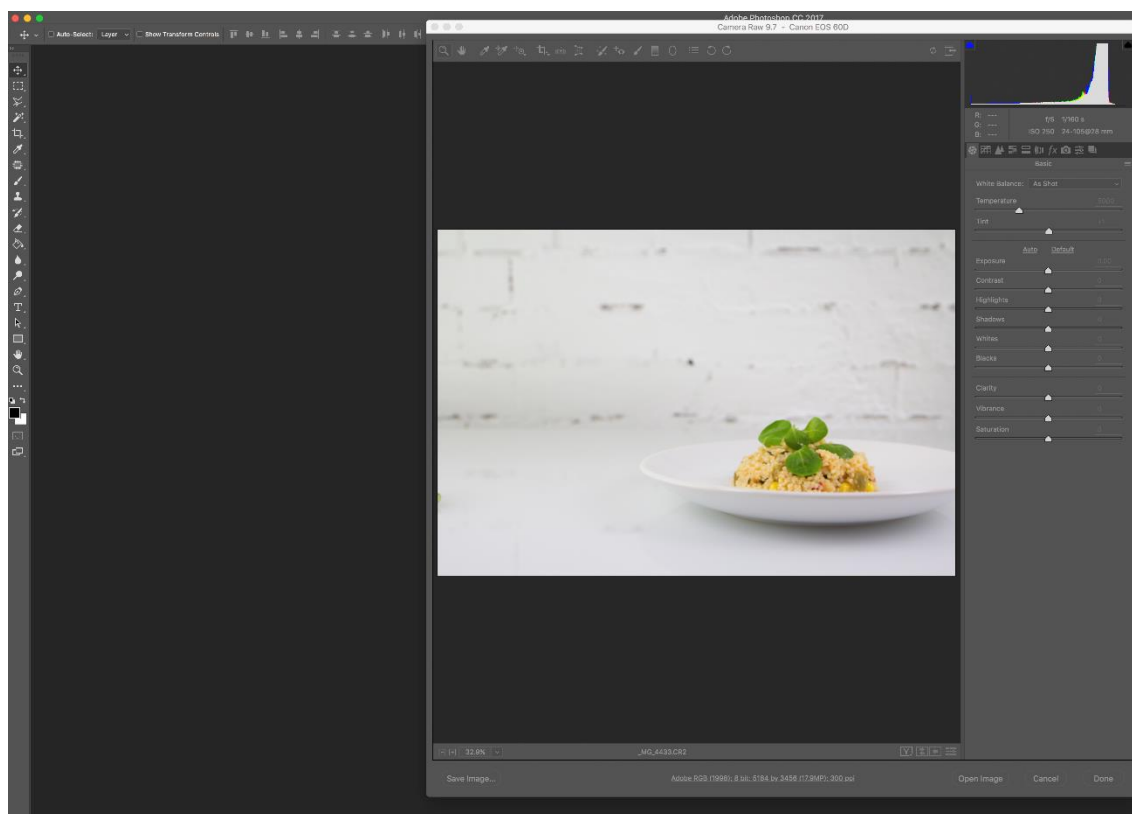 Adobe Photoshop CC 2017
Camera Raw 9.7 - Canon EOS 60D
Auto-Select: Layer Show Transform Controls
R: ---
G: ---
B: ---
f/5 1/160 s
ISO 250 24-105@78 mm
Basic
White Balance: As Shot
Temperature
Tint
Auto Default
Exposure
Contrast
Highlights
Shadows
Whites
Blacks
Clarity
Vibrance
Saturation
32.9% _MG_4433.CR2
Save Image... Adobe RGB (1998); 8 bit; 5184 by 3456 (17.9MP); 300 ppi Open Image Cancel Done